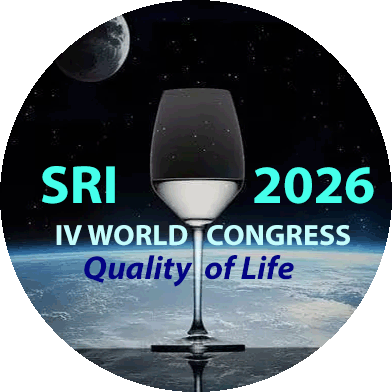 SRI 2026
IV WORLD CONGRESS
Quality of Life